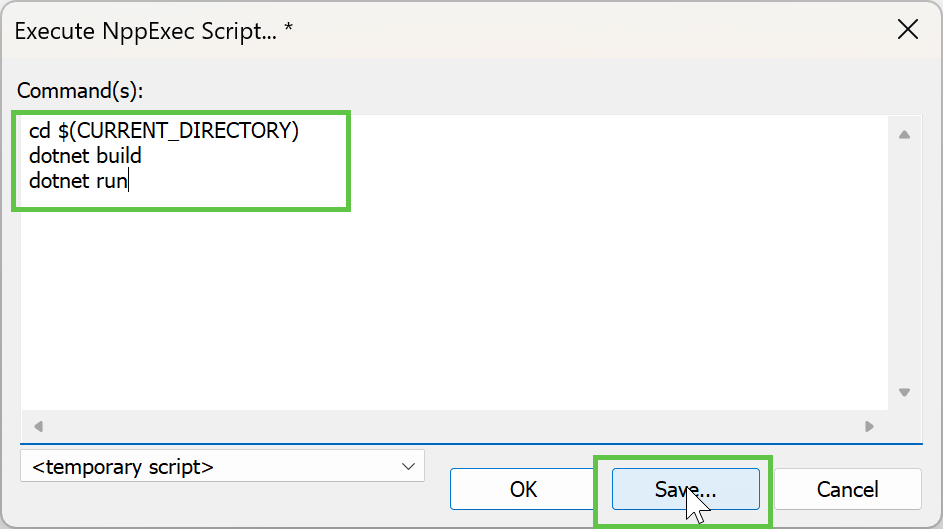 Execute NppExec Script... *
Command(s):
cd $(CURRENT_DIRECTORY)
dotnet build
dotnet run
<temporary script>
OK
Save...
Cancel